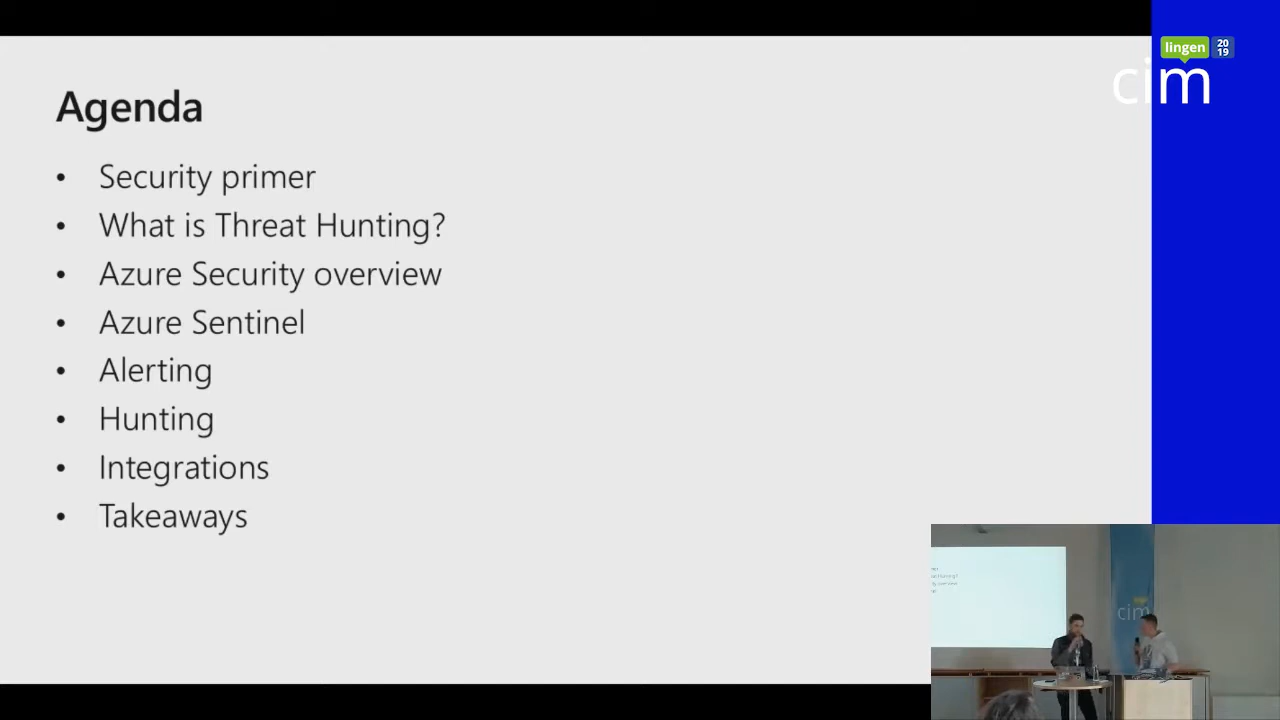 Agenda
• Security primer
• What is Threat Hunting?
• Azure Security overview
• Azure Sentinel
• Alerting
• Hunting
• Integrations
• Takeaways
lingen
20
19
cim
cim